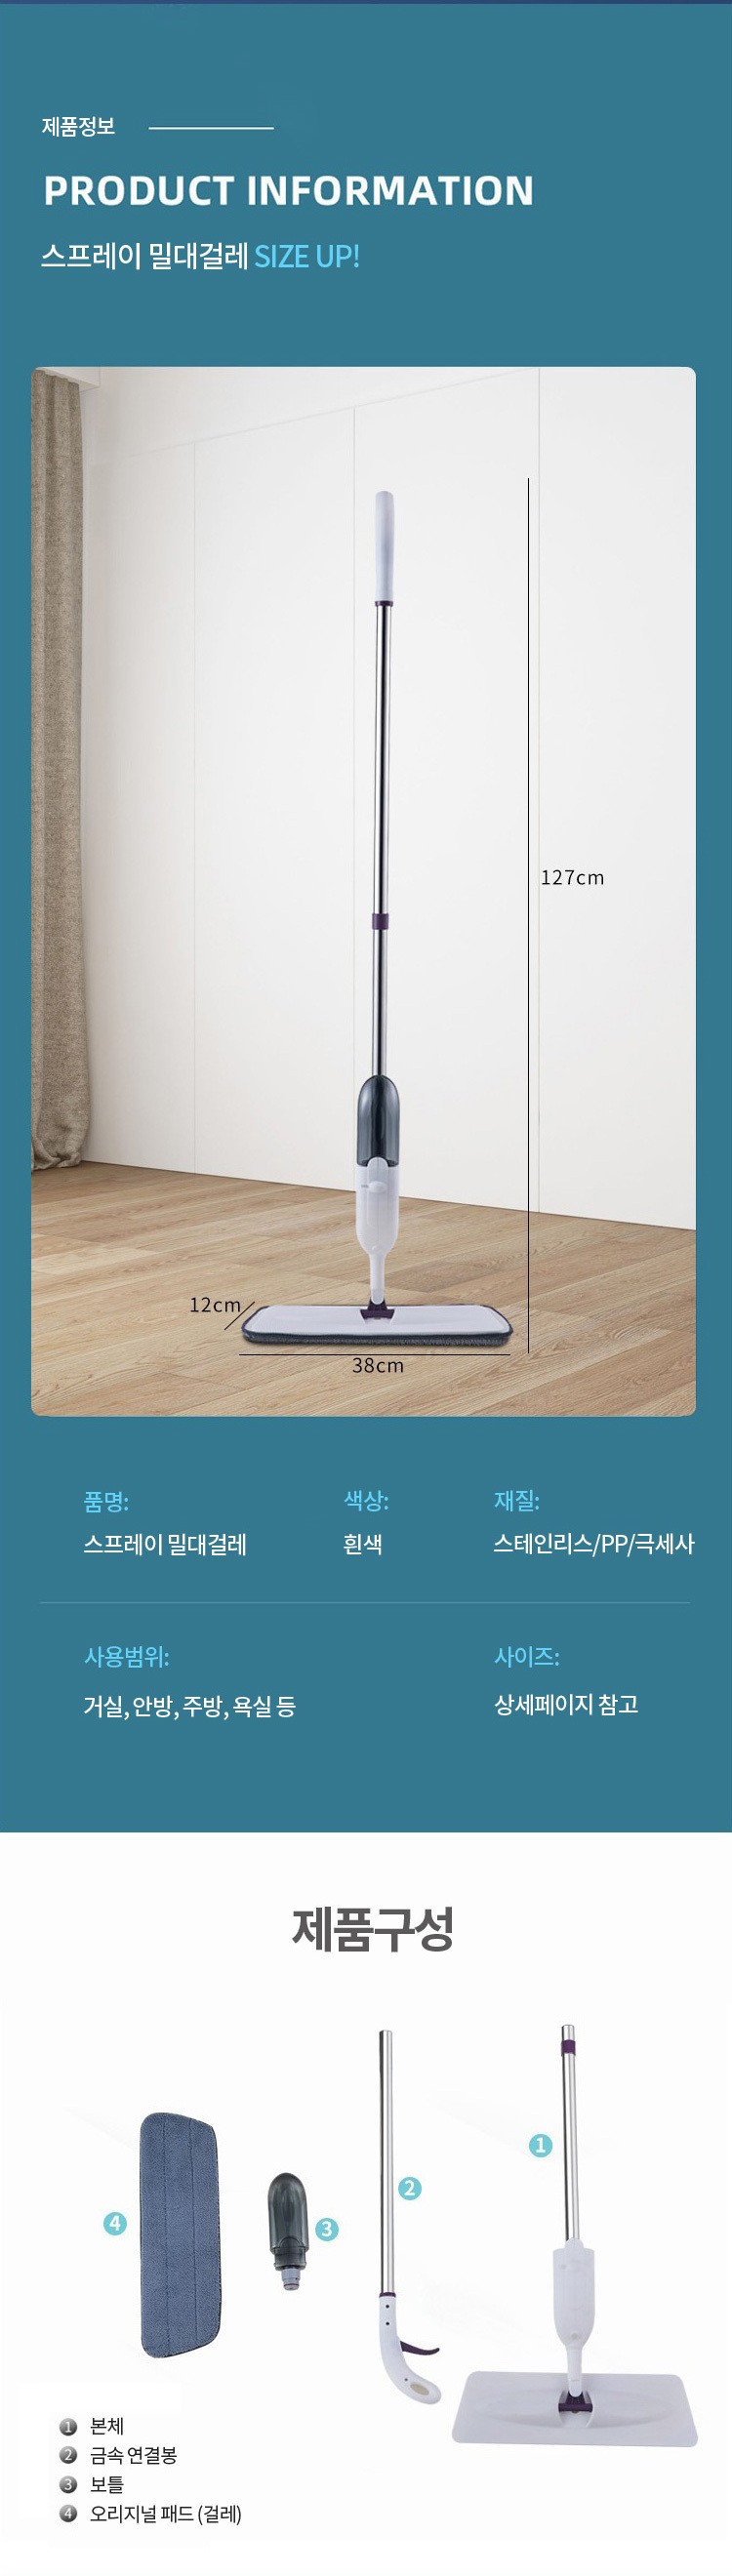 제품정보
PRODUCT INFORMATION
스프레이 밀대걸레 SIZE UP!
127cm
12cm
38cm
품명:
색상:
재질:
스프레이 밀대걸레
흰색
스테인리스/PP/극세사
사용범위:
사이즈:
거실, 안방, 주방, 욕실 등
상세페이지 참고
제품구성
1
2
3
4
1 본체
2 금속 연결봉
3 보틀
4 오리지널 패드 (걸레)